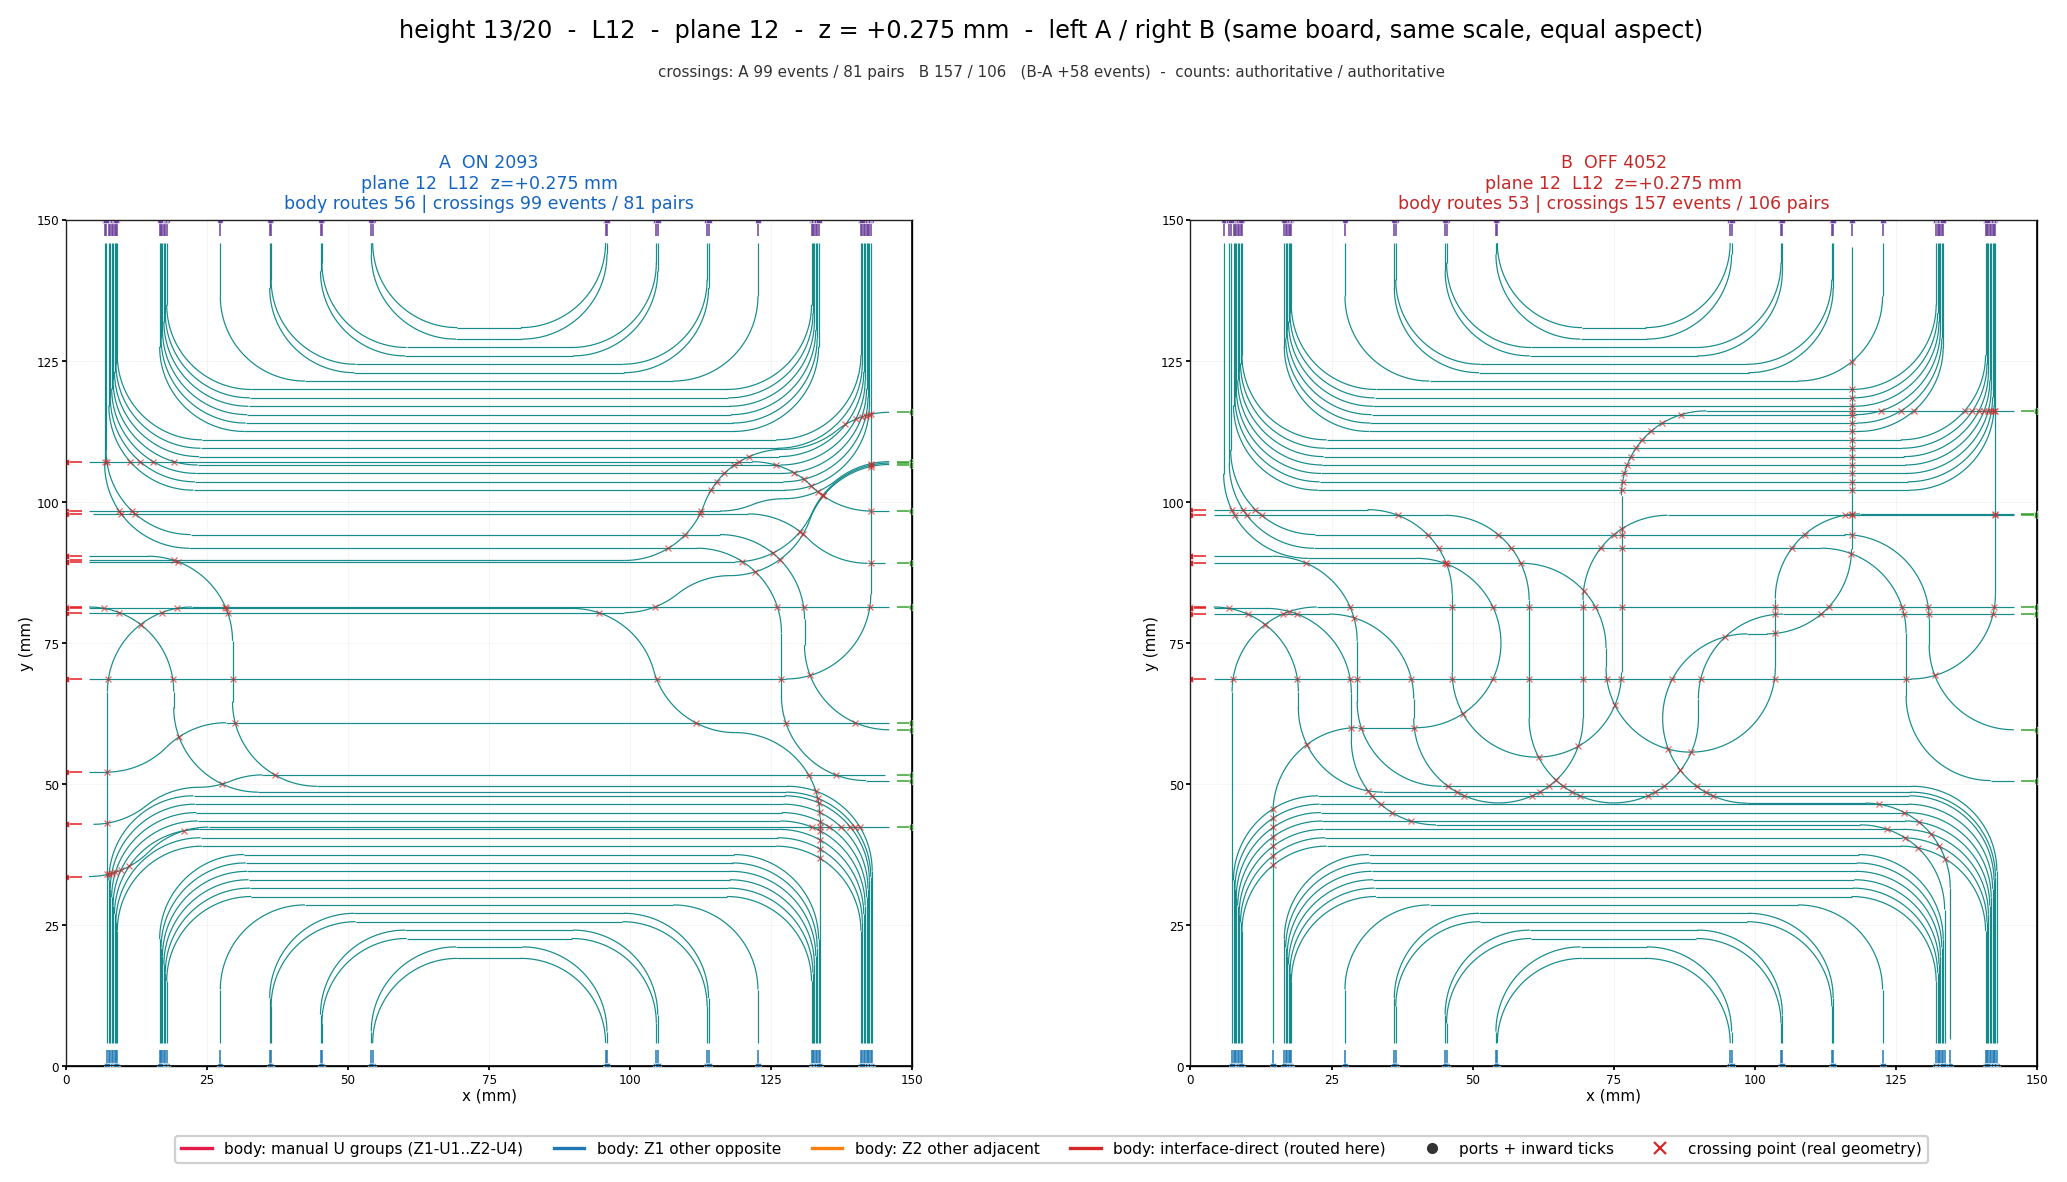 height 13/20  -  L12  -  plane 12  -  z = +0.275 mm  -  left A / right B (same board, same scale, equal aspect)
crossings: A 99 events / 81 pairs   B 157 / 106   (B-A +58 events)  -  counts: authoritative / authoritative
A  ON 2093
plane 12  L12  z=+0.275 mm
body routes 56 | crossings 99 events / 81 pairs
150
125
100
75
50
25
0
y (mm)
0 25 50 75 100 125 150
x (mm)
B  OFF 4052
plane 12  L12  z=+0.275 mm
body routes 53 | crossings 157 events / 106 pairs
150
125
100
75
50
25
0
y (mm)
0 25 50 75 100 125 150
x (mm)
body: manual U groups (Z1-U1..Z2-U4)
body: Z1 other opposite
body: Z2 other adjacent
body: interface-direct (routed here)
ports + inward ticks
crossing point (real geometry)